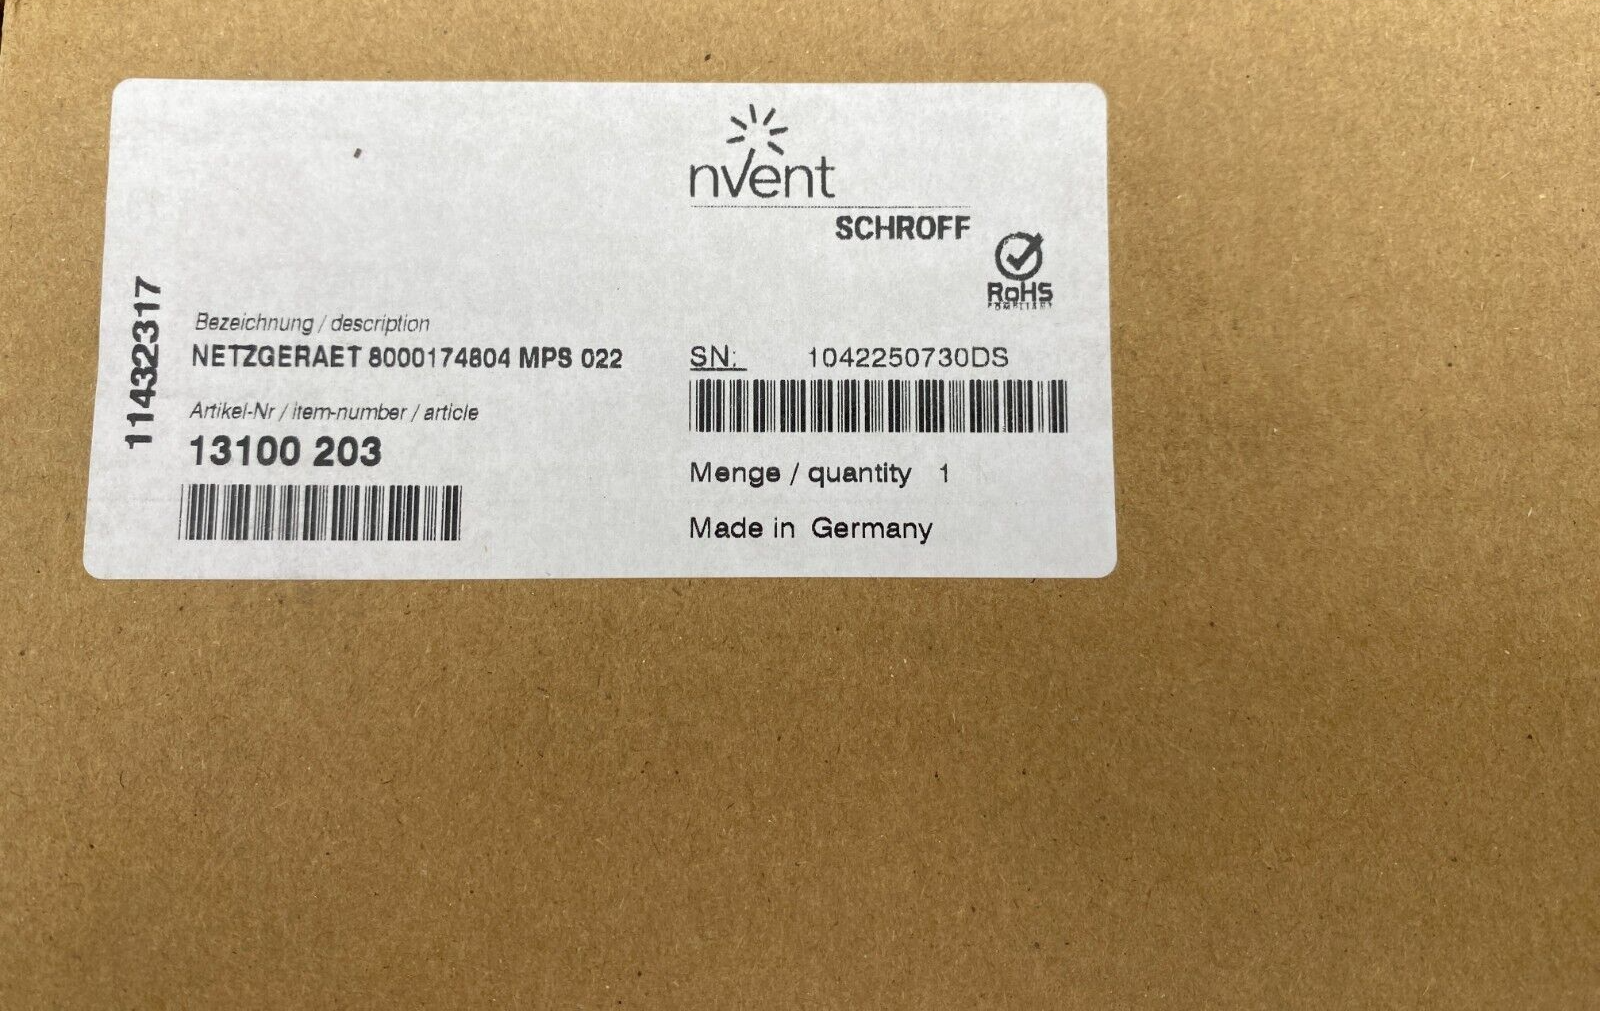 nVent
SCHROFF
RoHS
COMPLIANT
11432317
Bezeichnung / description
NETZGERAET 8000174804 MPS 022
Artikel-Nr / item-number / article
13100 203
SN: 1042250730DS
Menge / quantity 1
Made in Germany